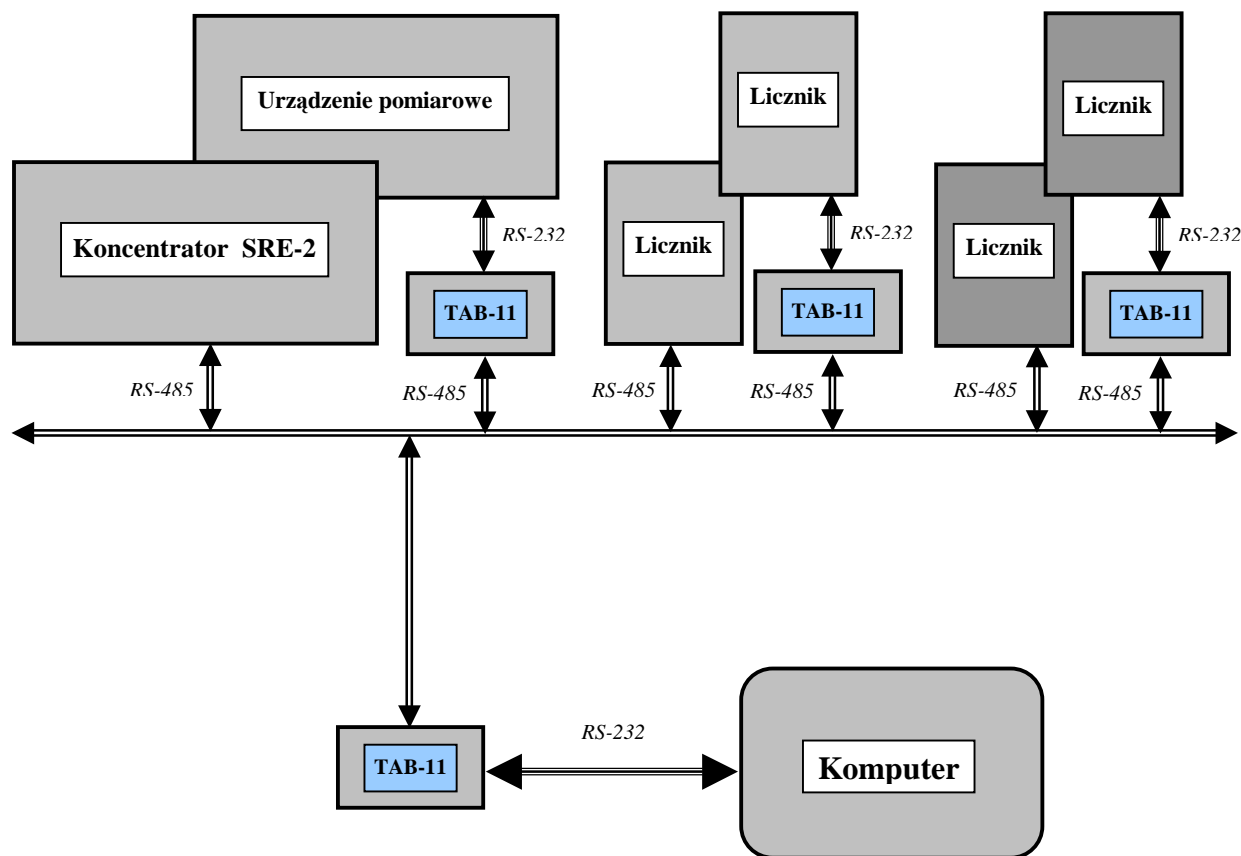 Urządzenie pomiarowe
Licznik
Licznik
Koncentrator SRE-2
RS-232
Licznik
RS-232
Licznik
RS-232
TAB-11
TAB-11
TAB-11
RS-485
RS-485
RS-485
RS-485
RS-485
RS-485
TAB-11
RS-232
Komputer